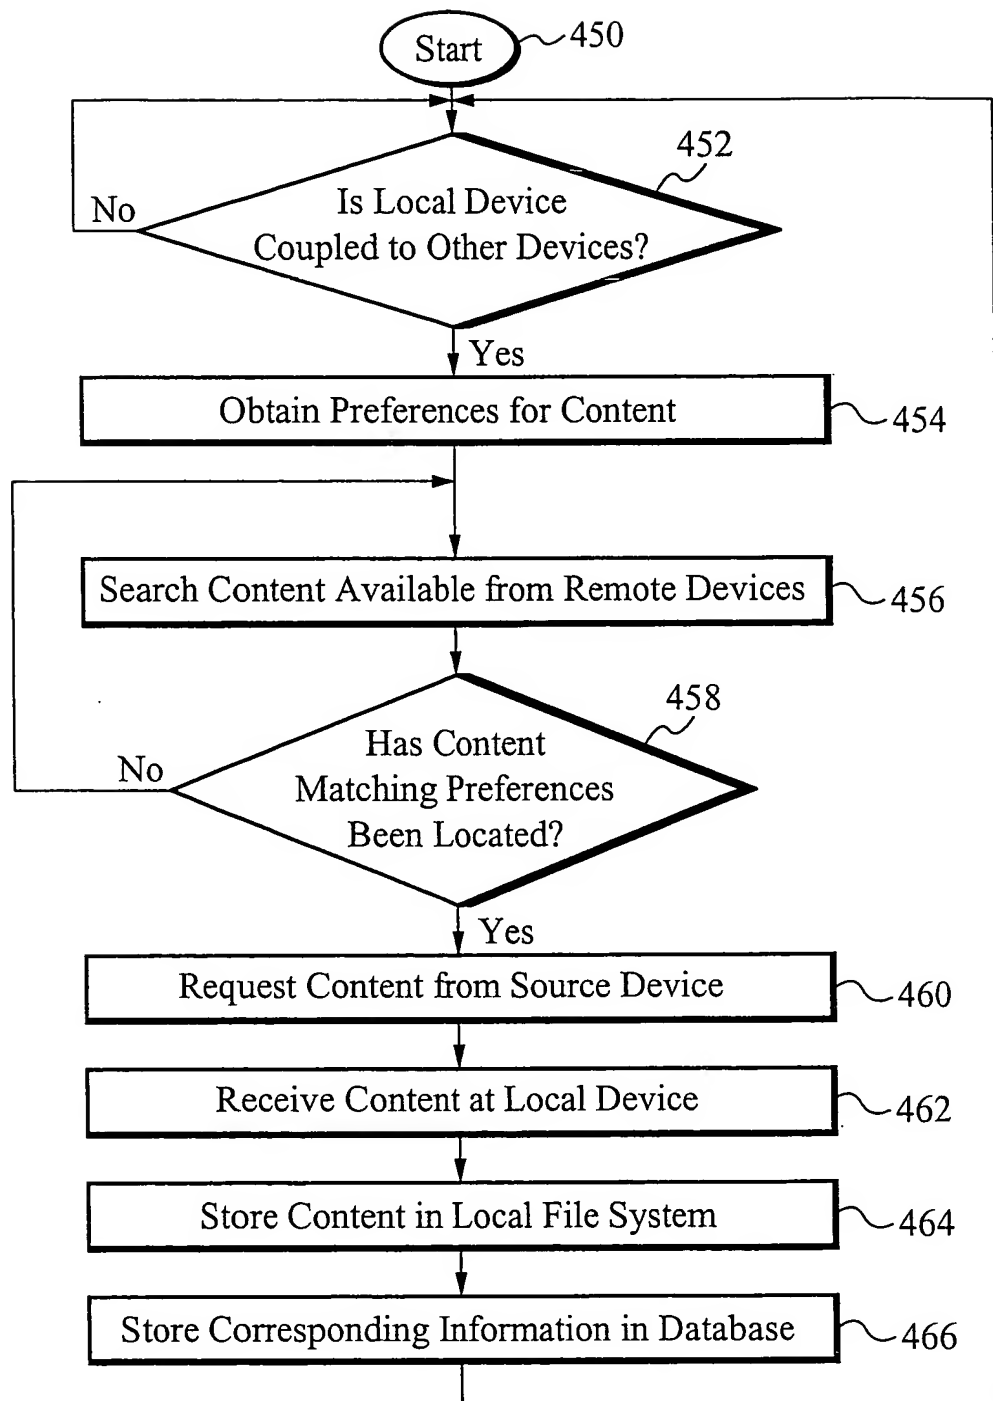 Start
450
452
Is Local Device
Coupled to Other Devices?
No
Yes
Obtain Preferences for Content
454
Search Content Available from Remote Devices
456
458
Has Content
Matching Preferences
Been Located?
No
Yes
Request Content from Source Device
460
Receive Content at Local Device
462
Store Content in Local File System
464
Store Corresponding Information in Database
466